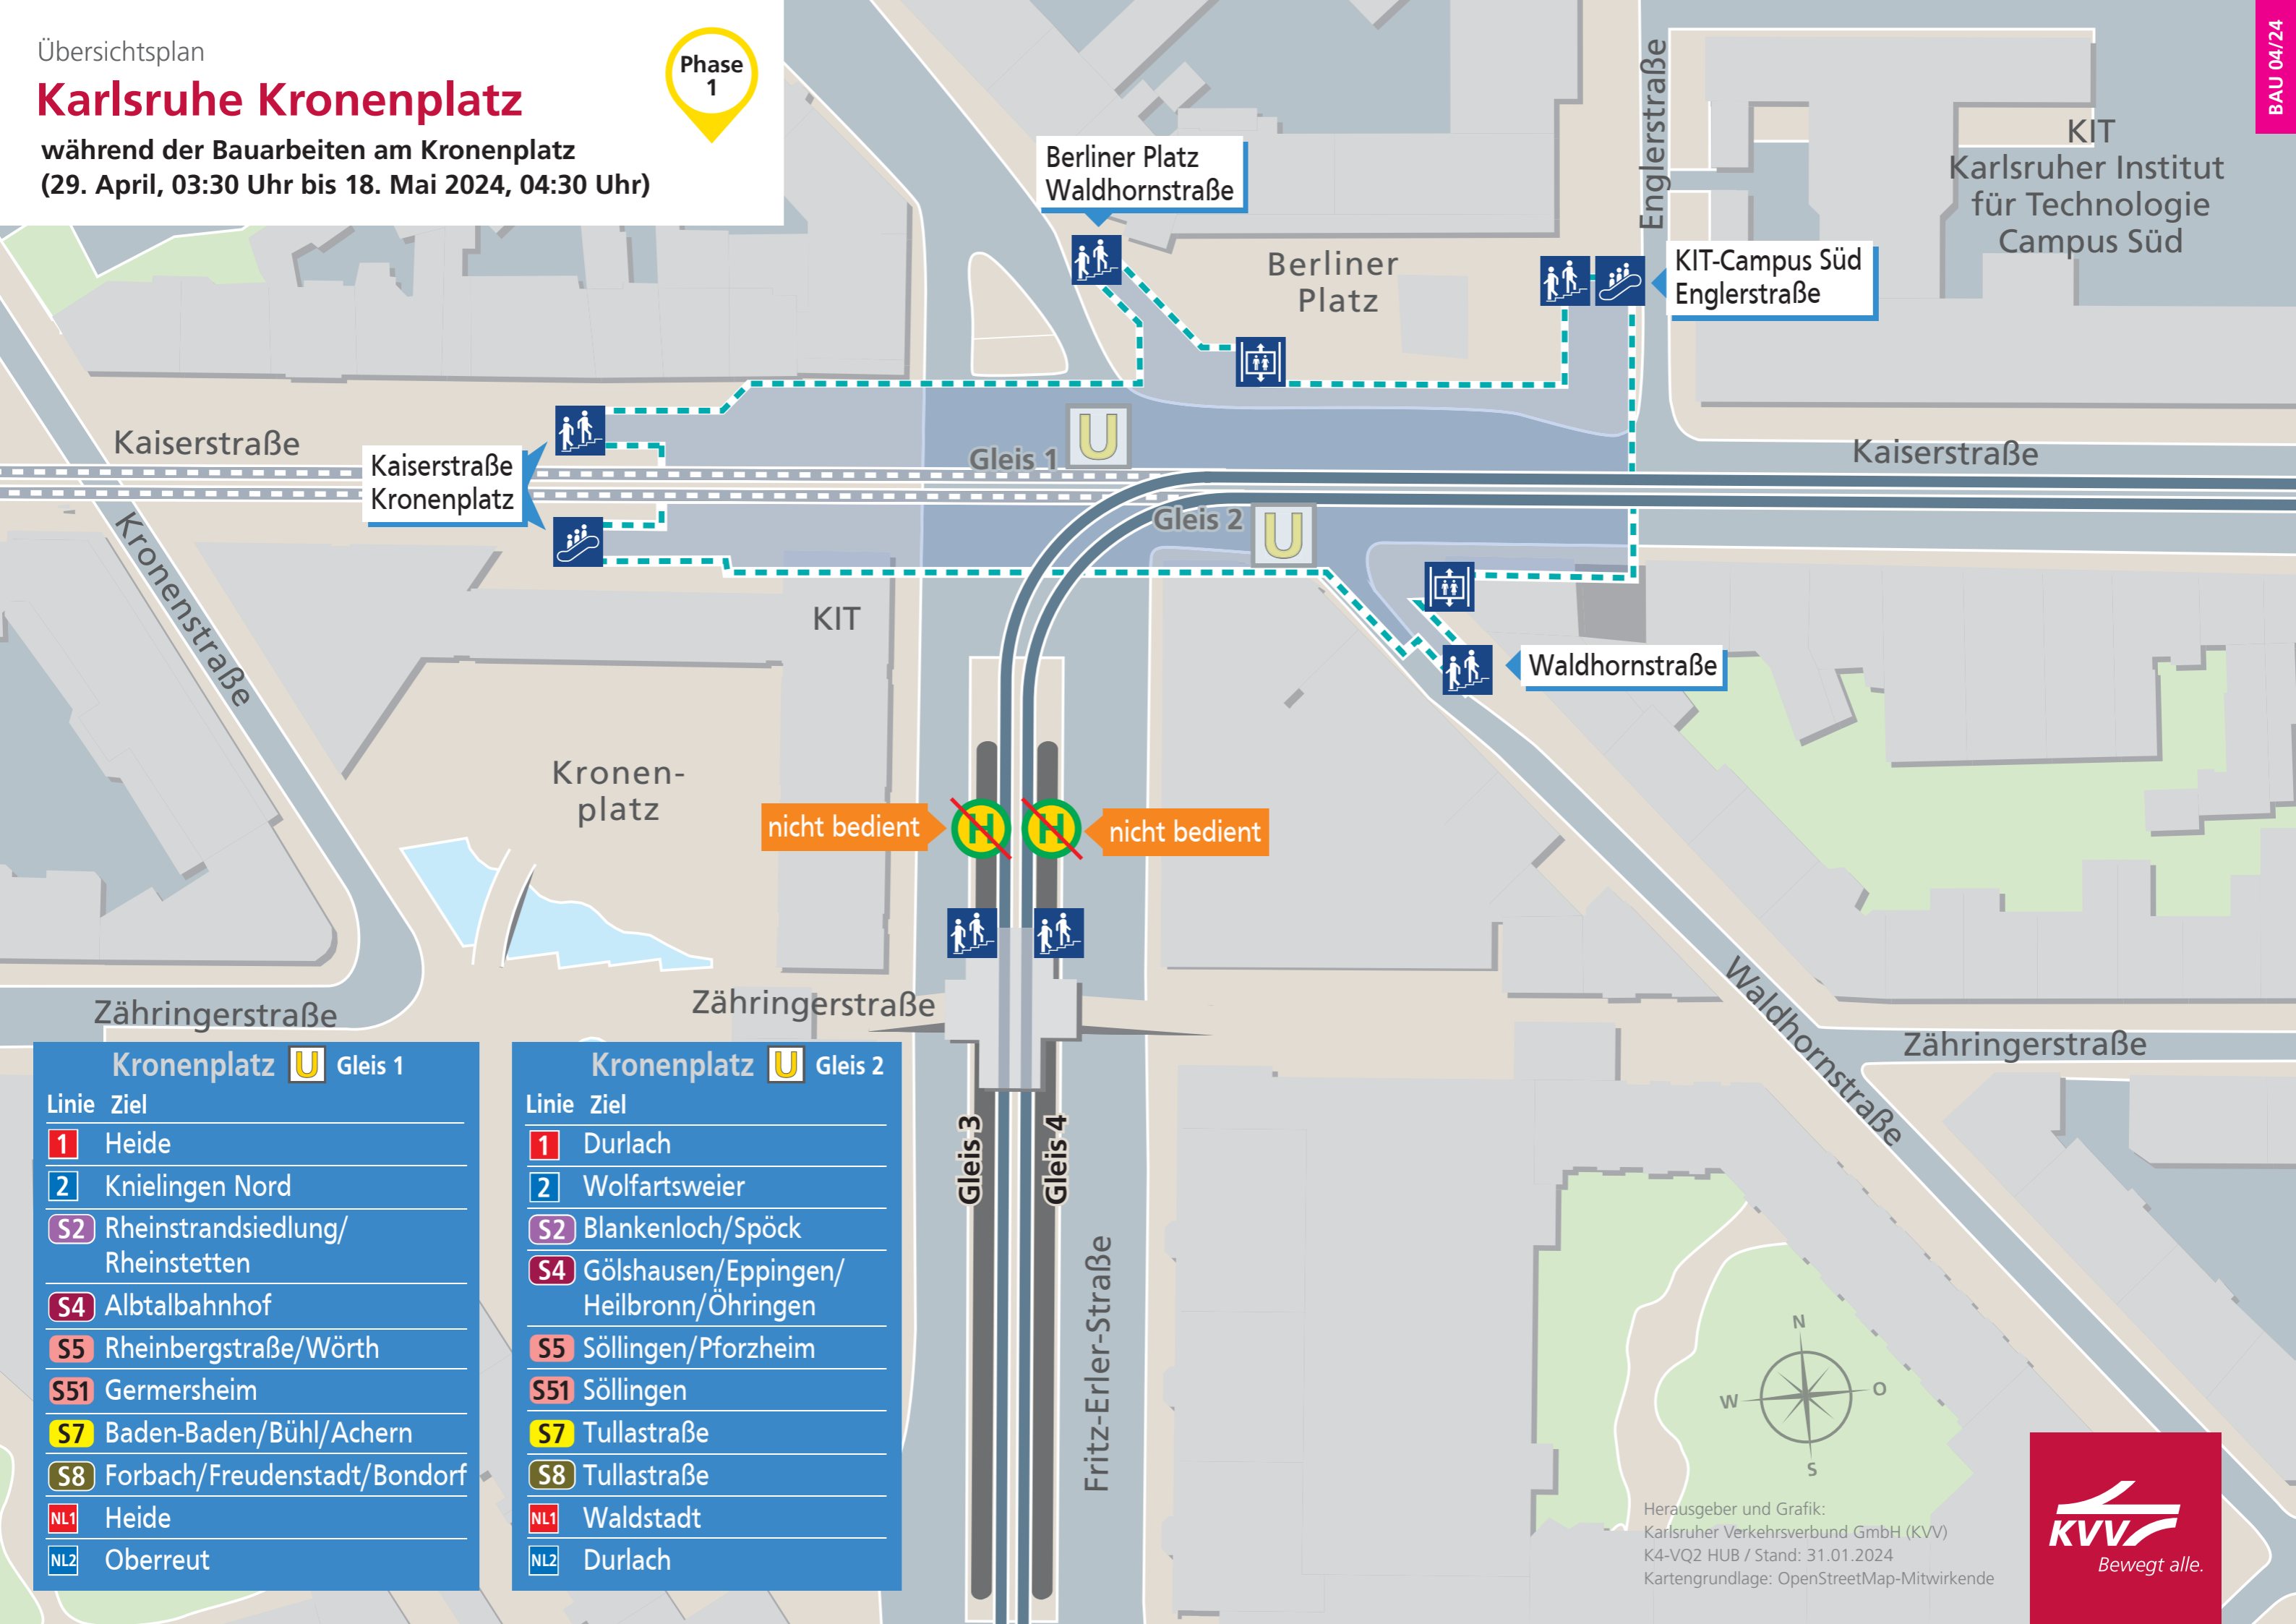 Übersichtsplan
Karlsruhe Kronenplatz
während der Bauarbeiten am Kronenplatz
(29. April, 03:30 Uhr bis 18. Mai 2024, 04:30 Uhr)
Phase
1
BAU 04/24
Berliner Platz
Waldhornstraße
Englerstraße
KIT
Karlsruher Institut
für Technologie
Campus Süd
Berliner
Platz
KIT-Campus Süd
Englerstraße
Kaiserstraße
Kaiserstraße
Kronenplatz
Gleis 1
U
Kaiserstraße
Gleis 2
U
Kronenstraße
KIT
Waldhornstraße
Kronen-
platz
nicht bedient
H
H
nicht bedient
Zähringerstraße
Zähringerstraße
Waldhornstraße
Zähringerstraße
Gleis 3
Gleis 4
Fritz-Erler-Straße
Kronenplatz U Gleis 1
Linie Ziel
1 Heide
2 Knielingen Nord
S2 Rheinstrandsiedlung/
Rheinstetten
S4 Albtalbahnhof
S5 Rheinbergstraße/Wörth
S51 Germersheim
S7 Baden-Baden/Bühl/Achern
S8 Forbach/Freudenstadt/Bondorf
NL1 Heide
NL2 Oberreut
Kronenplatz U Gleis 2
Linie Ziel
1 Durlach
2 Wolfartsweier
S2 Blankenloch/Spöck
S4 Gölshausen/Eppingen/
Heilbronn/Öhringen
S5 Söllingen/Pforzheim
S51 Söllingen
S7 Tullastraße
S8 Tullastraße
NL1 Waldstadt
NL2 Durlach
N
W
O
S
Herausgeber und Grafik:
Karlsruher Verkehrsverbund GmbH (KVV)
K4-VQ2 HUB / Stand: 31.01.2024
Kartengrundlage: OpenStreetMap-Mitwirkende
KVV
Bewegt alle.